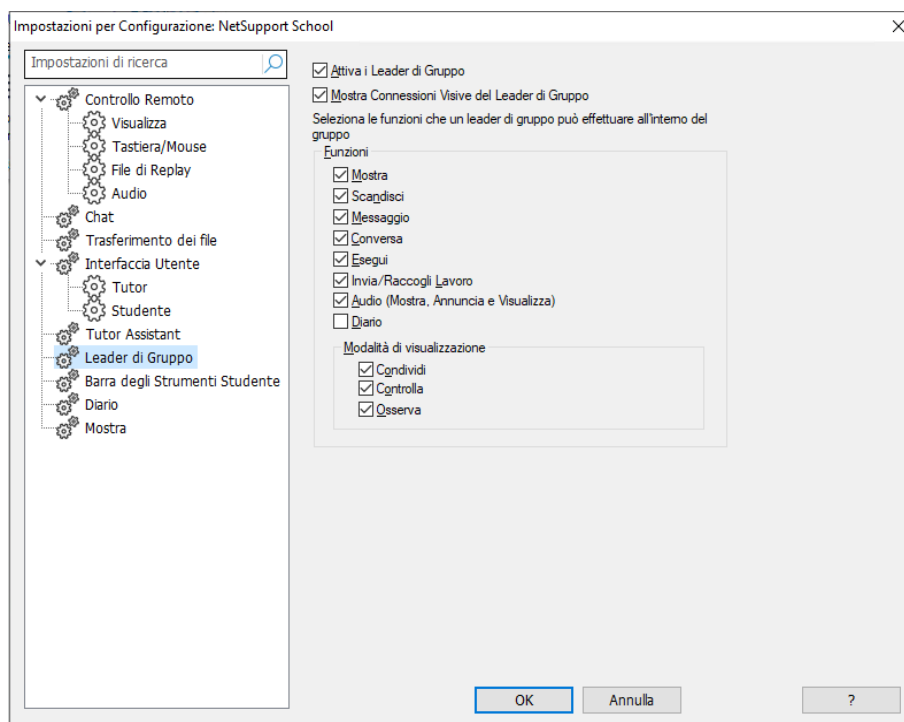 Impostazioni per Configurazione: NetSupport School
Impostazioni di ricerca
Controllo Remoto
Visualizza
Tastiera/Mouse
File di Replay
Audio
Chat
Trasferimento dei file
Interfaccia Utente
Tutor
Studente
Tutor Assistant
Leader di Gruppo
Barra degli Strumenti Studente
Diario
Mostra
Attiva i Leader di Gruppo
Mostra Connessioni Visive del Leader di Gruppo
Seleziona le funzioni che un leader di gruppo può effettuare all'interno del
gruppo
Funzioni
Mostra
Scandisci
Messaggio
Conversa
Esegui
Invia/Raccogli Lavoro
Audio (Mostra, Annuncia e Visualizza)
Diario
Modalità di visualizzazione
Condividi
Controlla
Osserva
OK
Annulla
?